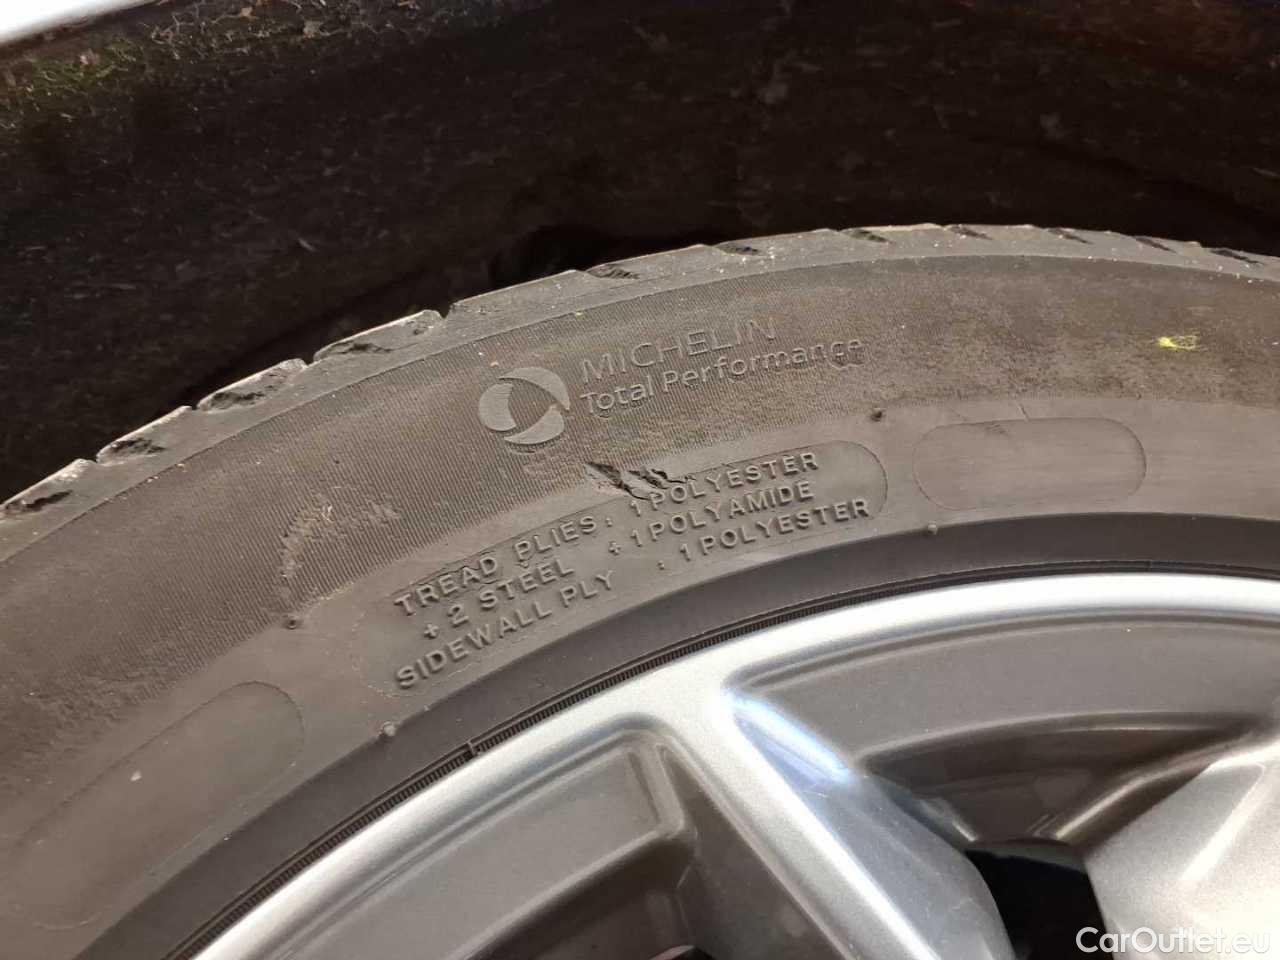 MICHELIN
Total Performance
TREAD PLIES: 1 POLYESTER
+ 2 STEEL + 1 POLYAMIDE
SIDEWALL PLY : 1 POLYESTER
CarOutlet.eu